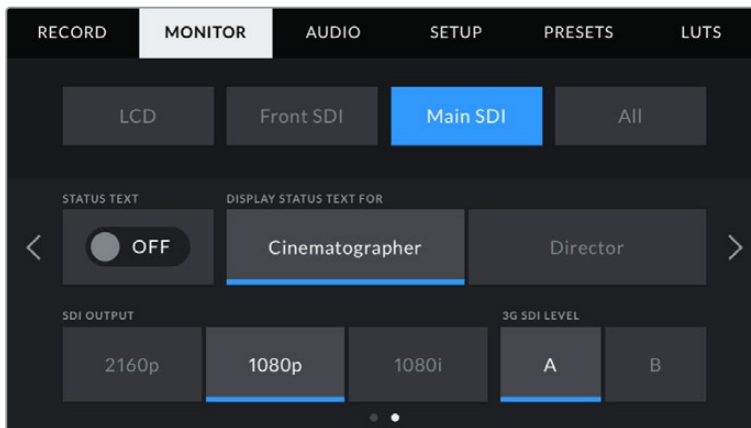 RECORD MONITOR AUDIO SETUP PRESETS LUTS
LCD Front SDI Main SDI All
STATUS TEXT DISPLAY STATUS TEXT FOR
OFF Cinematographer Director
SDI OUTPUT 3G SDI LEVEL
2160p 1080p 1080i A B